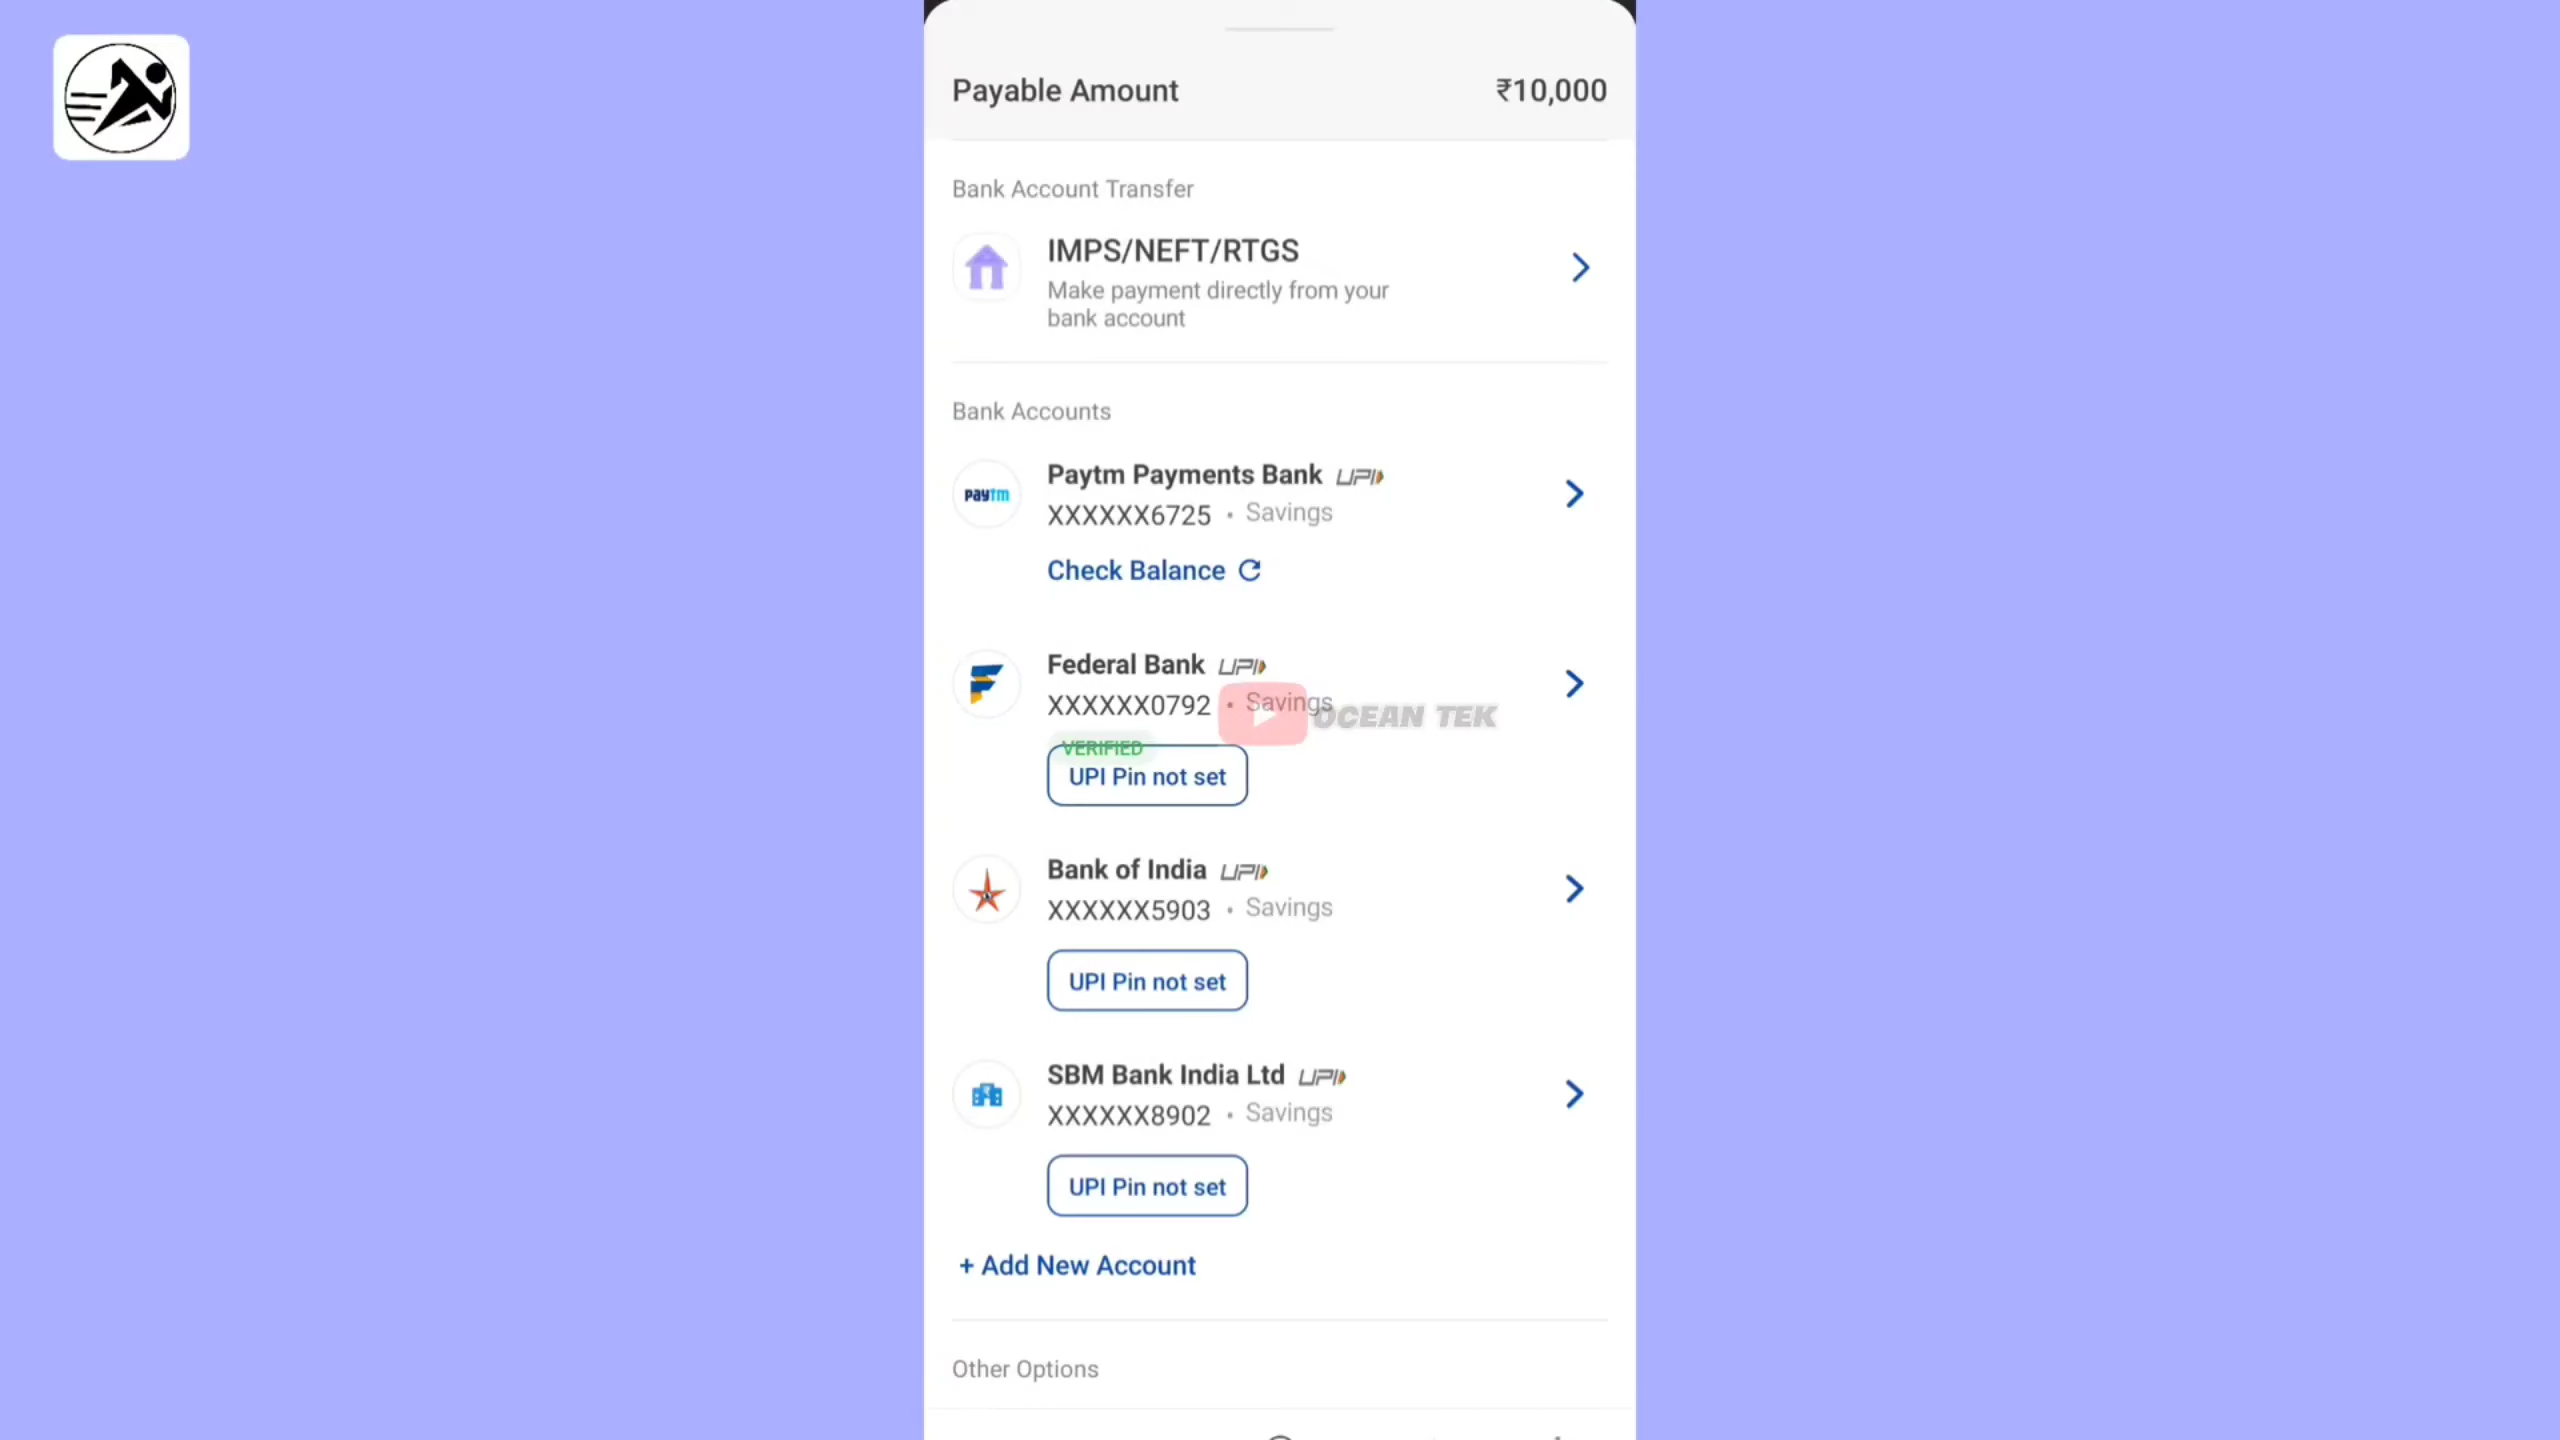 Payable Amount ₹10,000
Bank Account Transfer
IMPS/NEFT/RTGS
Make payment directly from your
bank account
Bank Accounts
Paytm Payments Bank UPI
paytm
XXXXXX6725 • Savings
Check Balance
Federal Bank UPI
XXXXXX0792 • Savings
OCEAN TEK
VERIFIED
UPI Pin not set
Bank of India UPI
XXXXXX5903 • Savings
UPI Pin not set
SBM Bank India Ltd UPI
XXXXXX8902 • Savings
UPI Pin not set
+ Add New Account
Other Options